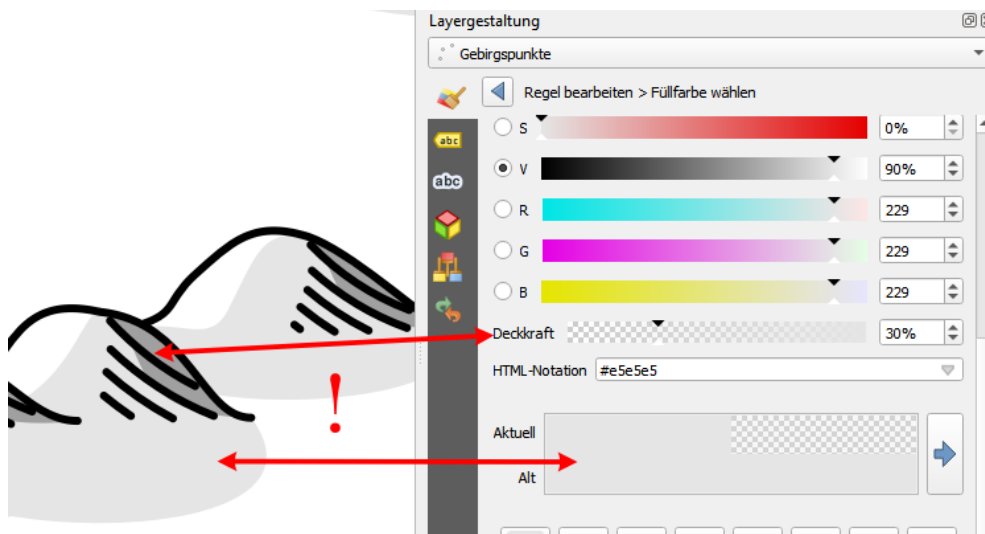 Layergestaltung
Gebirgspunkte
Regel bearbeiten > Füllfarbe wählen
S 0%
V 90%
R 229
G 229
B 229
Deckkraft 30%
HTML-Notation #e5e5e5
Aktuell
Alt
abc
abc
!